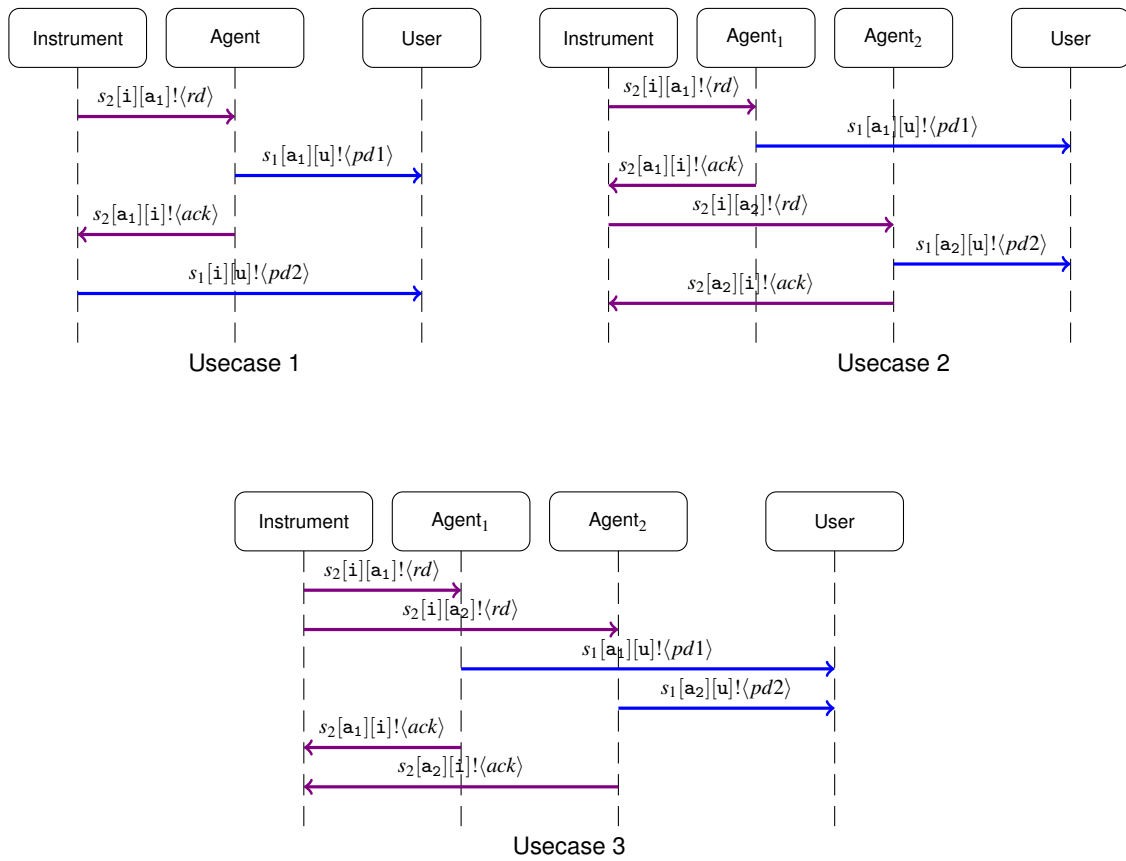 Instrument Agent User
s₂[i][a₁]!⟨rd⟩
s₁[a₁][u]!⟨pd1⟩
s₂[a₁][i]!⟨ack⟩
s₁[i][u]!⟨pd2⟩
Usecase 1
Instrument Agent₁ Agent₂ User
s₂[i][a₁]!⟨rd⟩
s₁[a₁][u]!⟨pd1⟩
s₂[a₁][i]!⟨ack⟩
s₂[i][a₂]!⟨rd⟩
s₁[a₂][u]!⟨pd2⟩
s₂[a₂][i]!⟨ack⟩
Usecase 2
Instrument Agent₁ Agent₂ User
s₂[i][a₁]!⟨rd⟩
s₂[i][a₂]!⟨rd⟩
s₁[a₁][u]!⟨pd1⟩
s₁[a₂][u]!⟨pd2⟩
s₂[a₁][i]!⟨ack⟩
s₂[a₂][i]!⟨ack⟩
Usecase 3